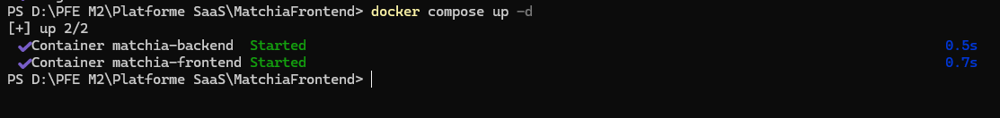 PS D:\PFE M2\Platforme SaaS\MatchiaFrontend> docker compose up -d
[+] up 2/2
✔Container matchia-backend Started 0.5s
✔Container matchia-frontend Started 0.7s
PS D:\PFE M2\Platforme SaaS\MatchiaFrontend>